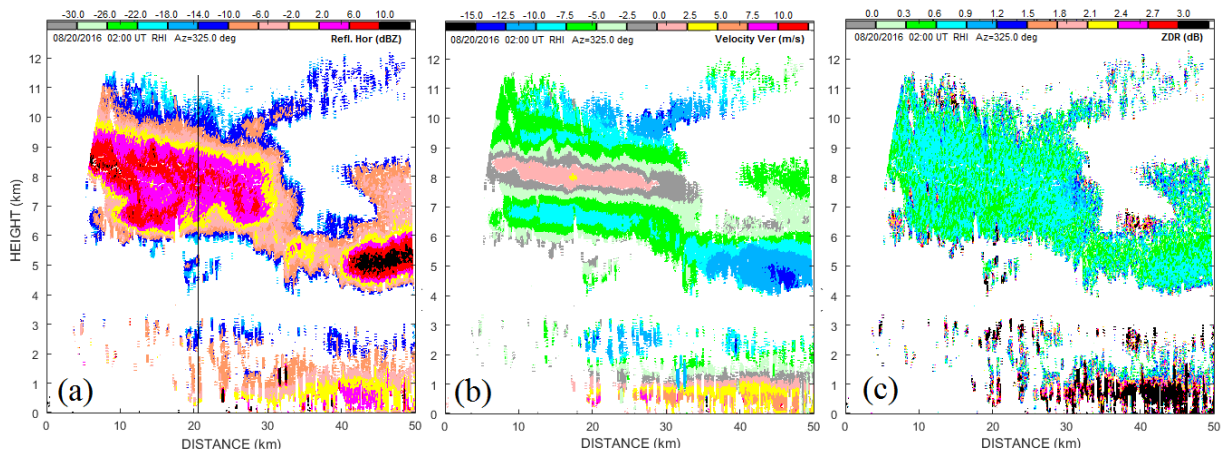 -30.0 -26.0 -22.0 -18.0 -14.0 -10.0 -6.0 -2.0 2.0 6.0 10.0
08/20/2016 02:00 UT RHI Az=325.0 deg Refl. Hor (dBZ)
12
11
10
9
8
7
6
5
4
3
2
1
0
HEIGHT (km)
(a)
0 10 20 30 40 50
DISTANCE (km)
-15.0 -12.5 -10.0 -7.5 -5.0 -2.5 0.0 2.5 5.0 7.5 10.0
08/20/2016 02:00 UT RHI Az=325.0 deg Velocity Ver (m/s)
12
11
10
9
8
7
6
5
4
3
2
1
0
(b)
0 10 20 30 40 50
DISTANCE (km)
0.0 0.3 0.6 0.9 1.2 1.5 1.8 2.1 2.4 2.7 3.0
08/20/2016 02:00 UT RHI Az=325.0 deg ZDR (dB)
12
11
10
9
8
7
6
5
4
3
2
1
0
(c)
0 10 20 30 40 50
DISTANCE (km)